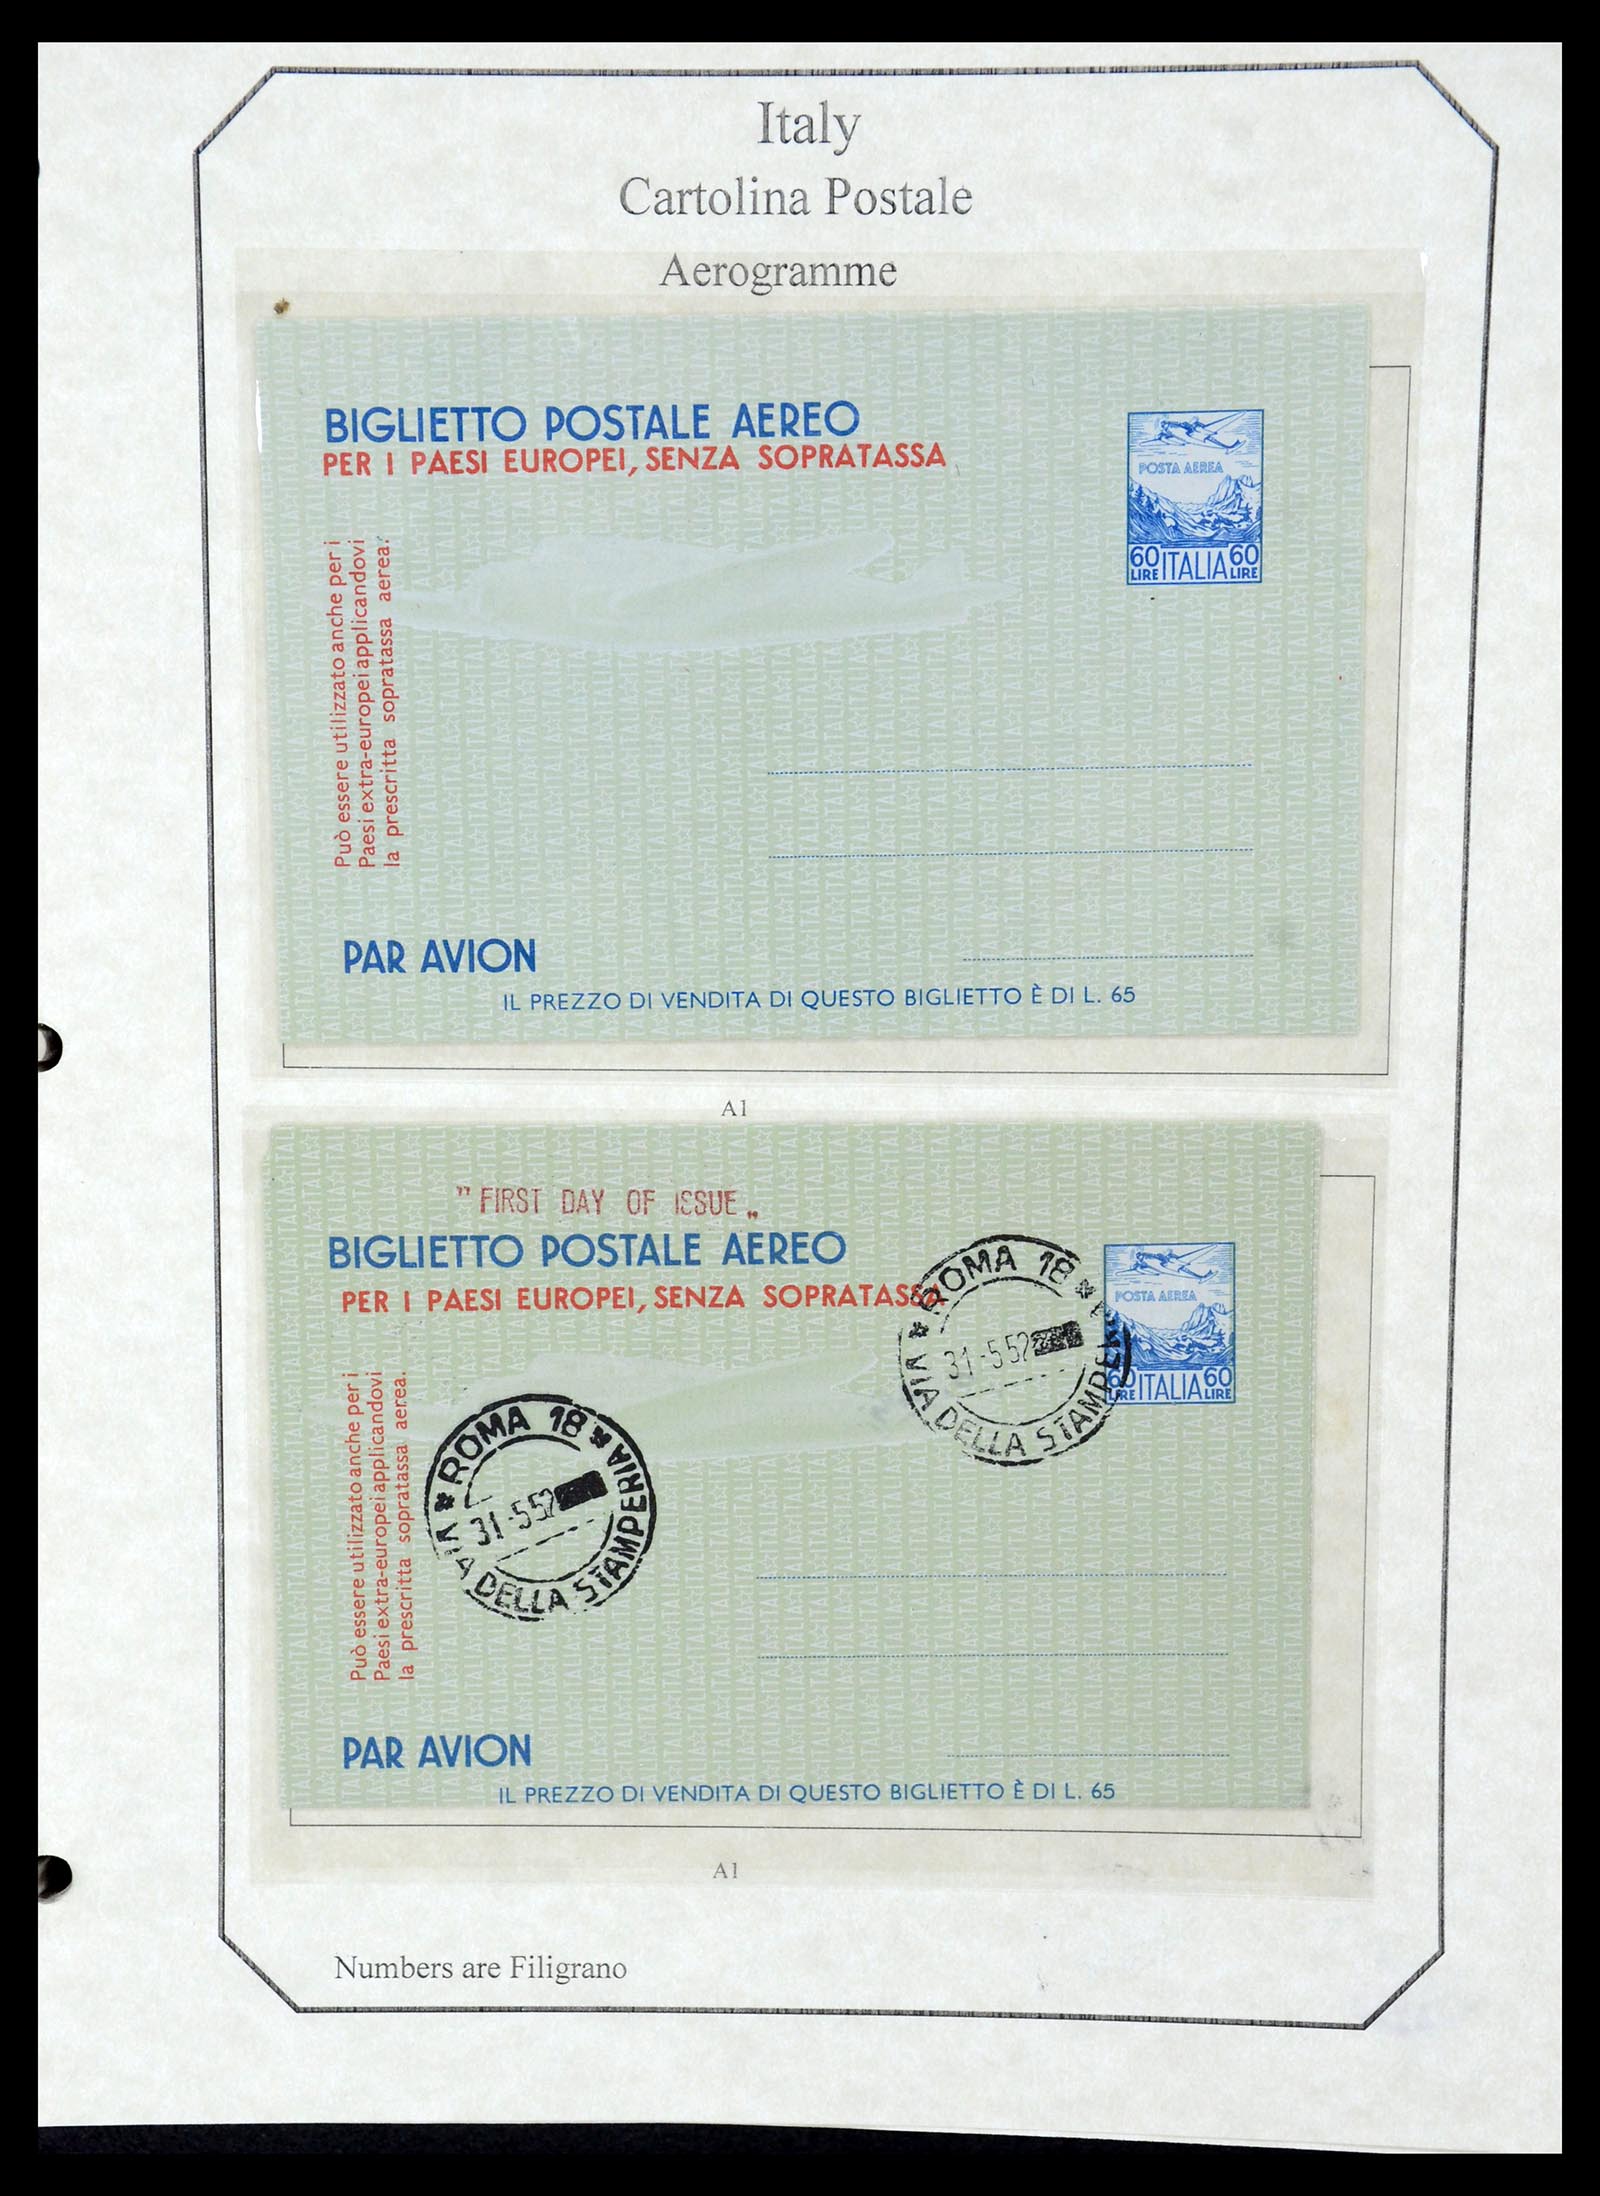 Italy
Cartolina Postale
Aerogramme
BIGLIETTO POSTALE AEREO
PER I PAESI EUROPEI, SENZA SOPRATASSA
POSTA AEREA
60 ITALIA 60
LIRE LIRE
Può essere utilizzato anche per i
Paesi extra-europei applicandovi
la prescritta sopratassa aerea.
PAR AVION
IL PREZZO DI VENDITA DI QUESTO BIGLIETTO È DI L. 65
A1
" FIRST DAY OF ISSUE „
BIGLIETTO POSTALE AEREO
PER I PAESI EUROPEI, SENZA SOPRATASSA
POSTA AEREA
60 ITALIA 60
LIRE LIRE
ROMA 18
31-5 52
VIA DELLA STAMPERIA
Può essere utilizzato anche per i
Paesi extra-europei applicandovi
la prescritta sopratassa aerea.
ROMA 18
31-5 52
VIA DELLA STAMPERIA
PAR AVION
IL PREZZO DI VENDITA DI QUESTO BIGLIETTO È DI L. 65
A1
Numbers are Filigrano